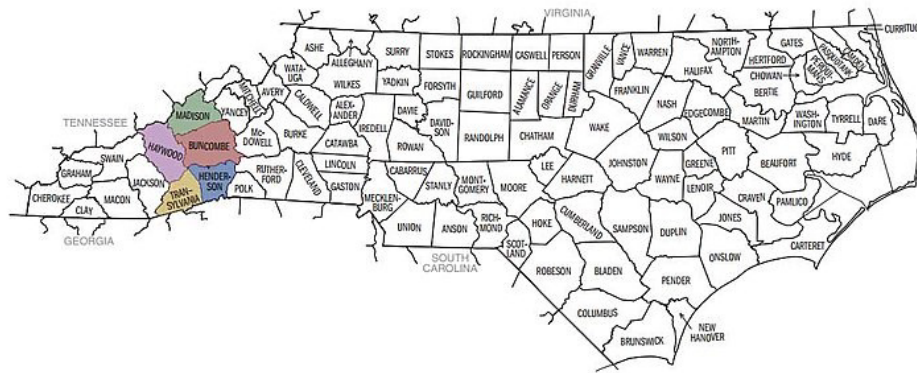 VIRGINIA
CURRITUCK
ASHE
ALLEGHANY
SURRY
STOKES
ROCKINGHAM
CASWELL
PERSON
GRANVILLE
VANCE
WARREN
NORTH-
AMPTON
GATES
HERTFORD
CHOWAN
PASQUOTANK
CAMDEN
PERQUI-
MANS
BERTIE
HALIFAX
WATA-
UGA
WILKES
YADKIN
FORSYTH
GUILFORD
ALAMANCE
ORANGE
DURHAM
FRANKLIN
NASH
EDGECOMBE
MARTIN
WASH-
INGTON
TYRRELL
DARE
MITCHELL
AVERY
CALDWELL
ALEX-
ANDER
IREDELL
DAVIE
DAVID-
SON
RANDOLPH
CHATHAM
WAKE
WILSON
PITT
BEAUFORT
HYDE
TENNESSEE
MADISON
YANCEY
Mc-
DOWELL
BURKE
CATAWBA
ROWAN
HAYWOOD
BUNCOMBE
SWAIN
GRAHAM
JACKSON
HENDER-
SON
RUTHER-
FORD
POLK
CLEVELAND
LINCOLN
GASTON
CABARRUS
STANLY
MONT-
GOMERY
MOORE
LEE
HARNETT
JOHNSTON
WAYNE
GREENE
LENOIR
CRAVEN
PAMLICO
CHEROKEE
CLAY
MACON
TRAN-
SYLVANIA
MECKLEN-
BURG
UNION
ANSON
RICH-
MOND
SCOT-
LAND
HOKE
CUMBERLAND
SAMPSON
DUPLIN
JONES
CARTERET
GEORGIA
SOUTH
CAROLINA
ROBESON
BLADEN
PENDER
ONSLOW
COLUMBUS
BRUNSWICK
NEW
HANOVER